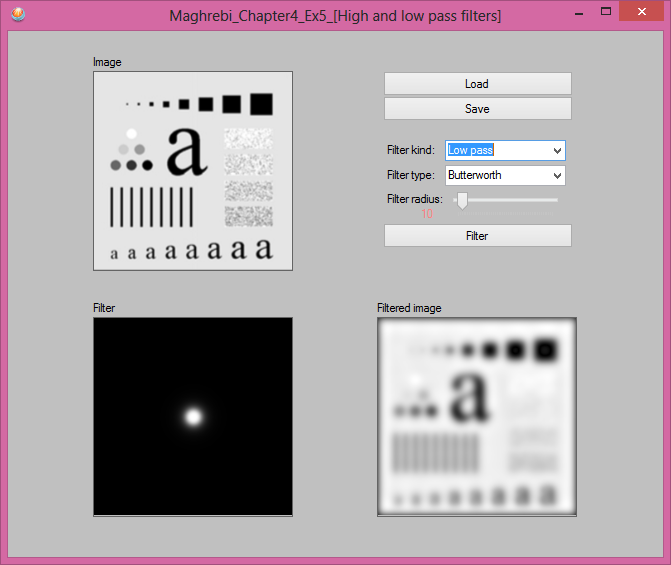 Maghrebi_Chapter4_Ex5_[High and low pass filters]
Image
a
a a a a a a a a
Load
Save
Filter kind: Low pass
Filter type: Butterworth
Filter radius:
10
Filter
Filter
Filtered image
a
a a a a a a a a